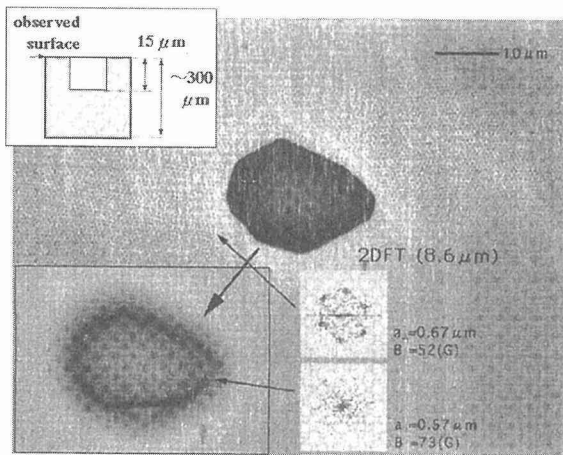 observed
surface
15 μm
~300
μm
1.0 μm
2DFT (8.6 μm)
a△=0.67 μm
B =52(G)
a△=0.57 μm
B =73(G)